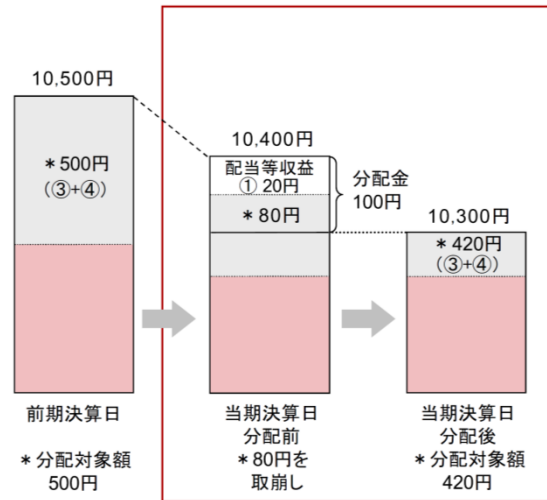 10,500円
*500円
(③+④)
前期決算日
*分配対象額
500円
10,400円
配当等収益
① 20円
*80円
分配金
100円
当期決算日
分配前
*80円を
取崩し
10,300円
*420円
(③+④)
当期決算日
分配後
*分配対象額
420円